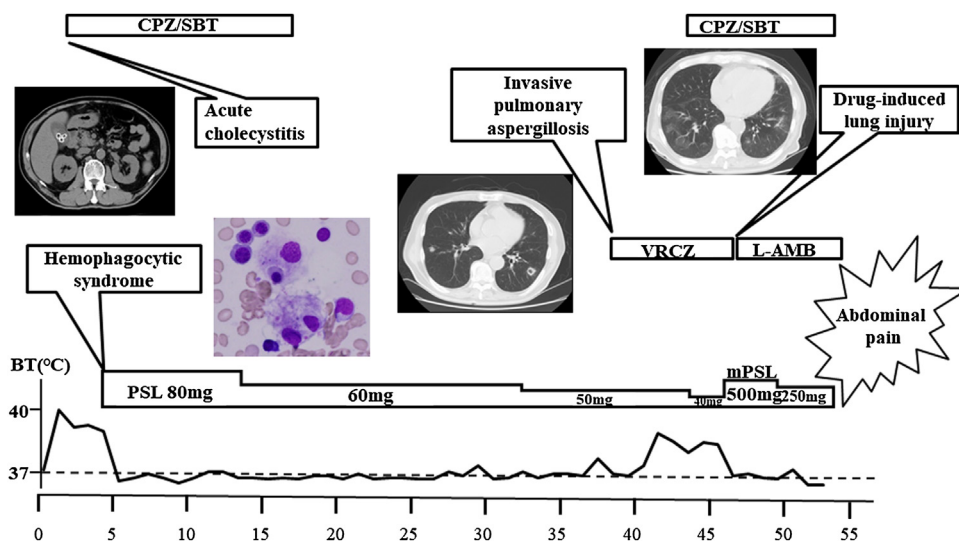 CPZ/SBT
CPZ/SBT
Acute
cholecystitis
Invasive
pulmonary
aspergillosis
Drug-induced
lung injury
Hemophagocytic
syndrome
VRCZ
L-AMB
Abdominal
pain
BT(°C)
mPSL
PSL 80mg
60mg
50mg
40mg
500mg
250mg
40
37
0 5 10 15 20 25 30 35 40 45 50 55